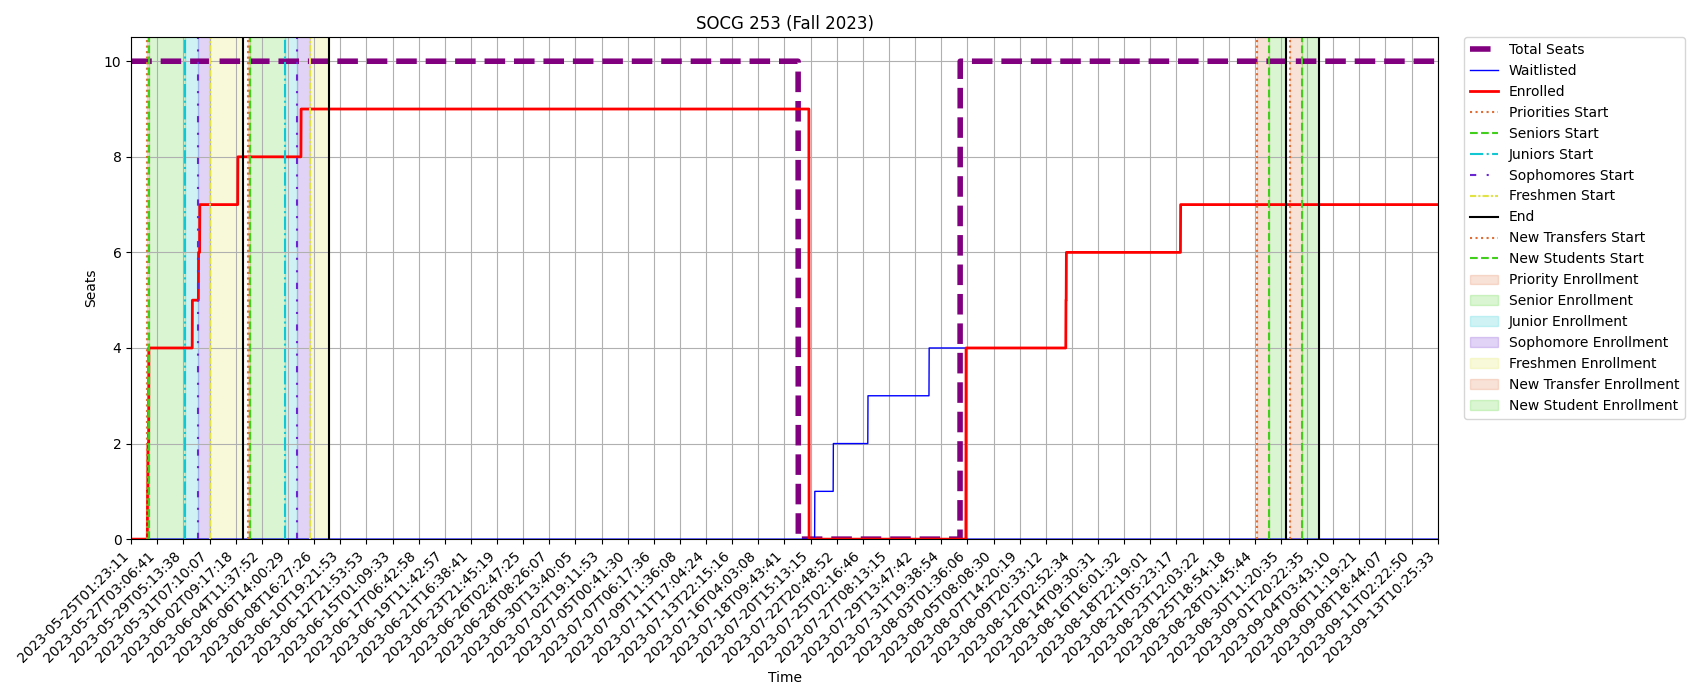 SOCG 253 (Fall 2023)
Seats
10
8
6
4
2
0
2023-05-25T01:23:11
2023-05-27T03:06:41
2023-05-29T05:13:38
2023-05-31T07:10:07
2023-06-02T09:17:18
2023-06-04T11:37:52
2023-06-06T14:00:29
2023-06-08T16:27:26
2023-06-10T19:21:53
2023-06-12T21:53:53
2023-06-15T01:09:33
2023-06-17T06:42:58
2023-06-19T11:42:57
2023-06-21T16:38:41
2023-06-23T21:45:19
2023-06-26T02:47:25
2023-06-28T08:26:07
2023-06-30T13:40:05
2023-07-02T19:11:53
2023-07-05T00:41:30
2023-07-07T06:17:36
2023-07-09T11:36:08
2023-07-11T17:04:24
2023-07-13T22:15:16
2023-07-16T04:03:08
2023-07-18T09:43:41
2023-07-20T15:13:15
2023-07-22T20:48:52
2023-07-25T02:16:46
2023-07-27T08:13:15
2023-07-29T13:47:42
2023-07-31T19:38:54
2023-08-03T01:36:06
2023-08-05T08:08:30
2023-08-07T14:20:19
2023-08-09T20:33:12
2023-08-12T02:52:34
2023-08-14T09:30:31
2023-08-16T16:01:32
2023-08-18T22:19:01
2023-08-21T05:23:17
2023-08-23T12:03:22
2023-08-25T18:54:18
2023-08-28T01:45:44
2023-08-30T11:20:35
2023-09-01T20:22:35
2023-09-04T03:43:10
2023-09-06T11:19:21
2023-09-08T18:44:07
2023-09-11T02:22:50
2023-09-13T10:25:33
Time
Total Seats
Waitlisted
Enrolled
Priorities Start
Seniors Start
Juniors Start
Sophomores Start
Freshmen Start
End
New Transfers Start
New Students Start
Priority Enrollment
Senior Enrollment
Junior Enrollment
Sophomore Enrollment
Freshmen Enrollment
New Transfer Enrollment
New Student Enrollment